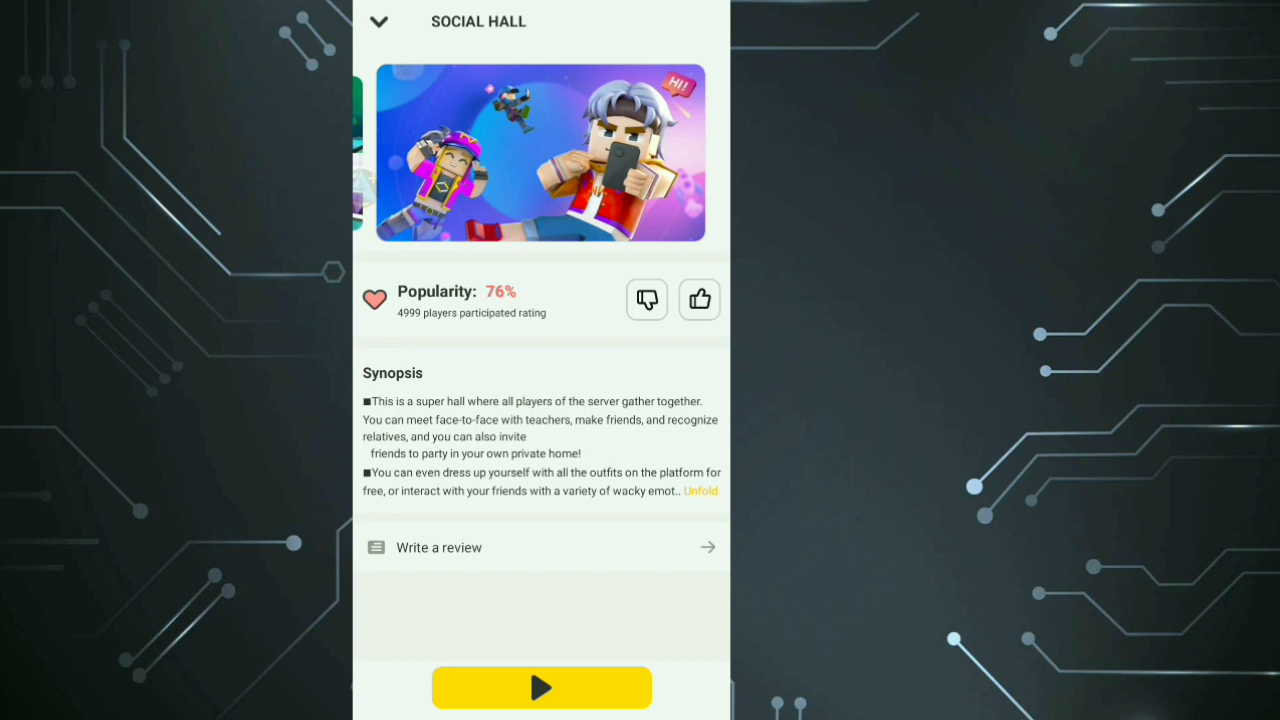 SOCIAL HALL
HI!
Popularity: 76%
4999 players participated rating
Synopsis
■This is a super hall where all players of the server gather together.
You can meet face-to-face with teachers, make friends, and recognize
relatives, and you can also invite
friends to party in your own private home!
■You can even dress up yourself with all the outfits on the platform for
free, or interact with your friends with a variety of wacky emot.. Unfold
Write a review